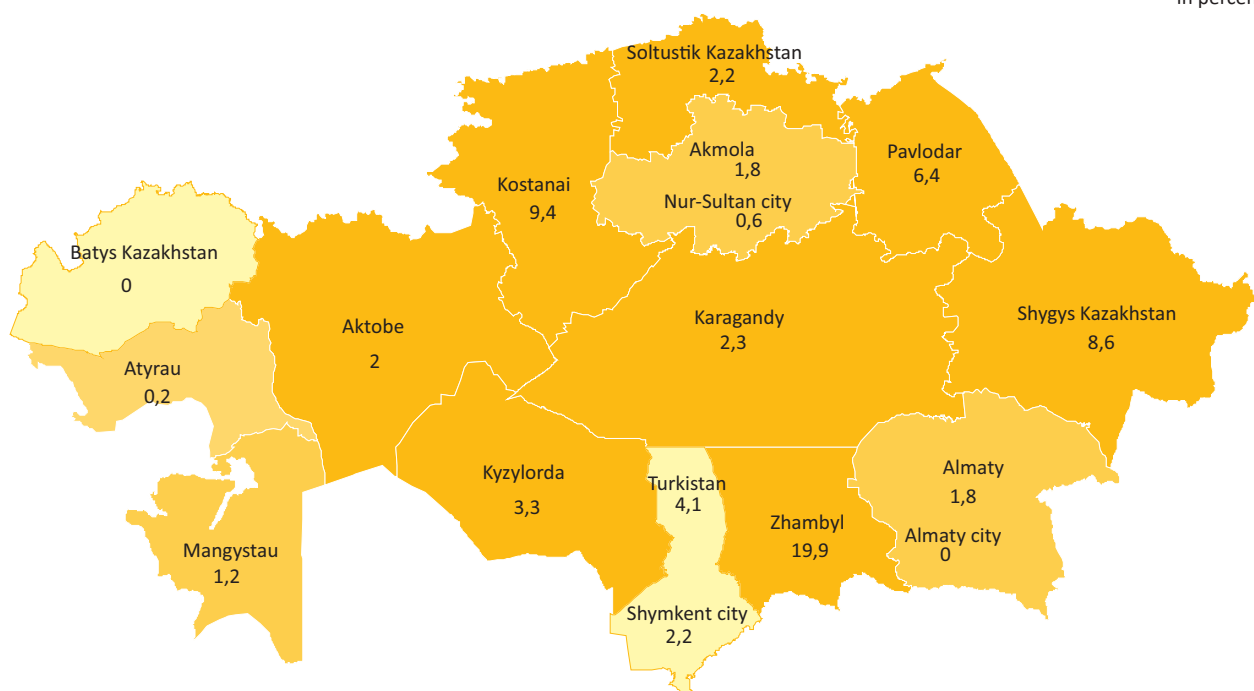 In percen
Soltustik Kazakhstan
2,2
Akmola
1,8
Pavlodar
6,4
Kostanai
9,4
Nur-Sultan city
0,6
Batys Kazakhstan
0
Aktobe
2
Karagandy
2,3
Shygys Kazakhstan
8,6
Atyrau
0,2
Kyzylorda
3,3
Turkistan
4,1
Almaty
1,8
Zhambyl
19,9
Almaty city
0
Mangystau
1,2
Shymkent city
2,2